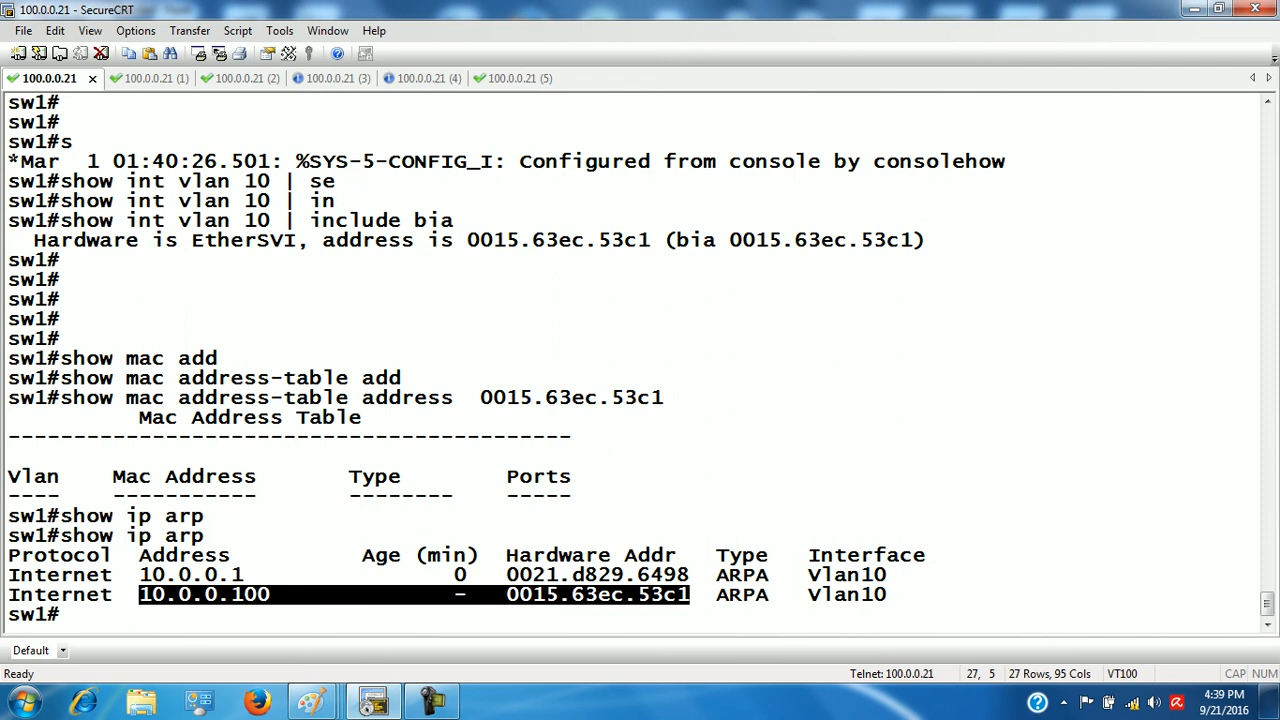 100.0.0.21 - SecureCRT
File Edit View Options Transfer Script Tools Window Help
100.0.0.21 100.0.0.21 (1) 100.0.0.21 (2) 100.0.0.21 (3) 100.0.0.21 (4) 100.0.0.21 (5)
sw1#
sw1#
sw1#s
*Mar  1 01:40:26.501: %SYS-5-CONFIG_I: Configured from console by consolehow
sw1#show int vlan 10 | se
sw1#show int vlan 10 | in
sw1#show int vlan 10 | include bia
  Hardware is EtherSVI, address is 0015.63ec.53c1 (bia 0015.63ec.53c1)
sw1#
sw1#
sw1#
sw1#
sw1#
sw1#show mac add
sw1#show mac address-table add
sw1#show mac address-table address  0015.63ec.53c1
          Mac Address Table
-------------------------------------------
Vlan    Mac Address       Type        Ports
----    -----------       --------    -----
sw1#show ip arp
sw1#show ip arp
Protocol  Address          Age (min)  Hardware Addr   Type   Interface
Internet  10.0.0.1                0   0021.d829.6498  ARPA   Vlan10
Internet  10.0.0.100              -   0015.63ec.53c1  ARPA   Vlan10
sw1#
Default
Ready Telnet: 100.0.0.21 27, 5 27 Rows, 95 Cols VT100 CAP NUM
4:39 PM
9/21/2016